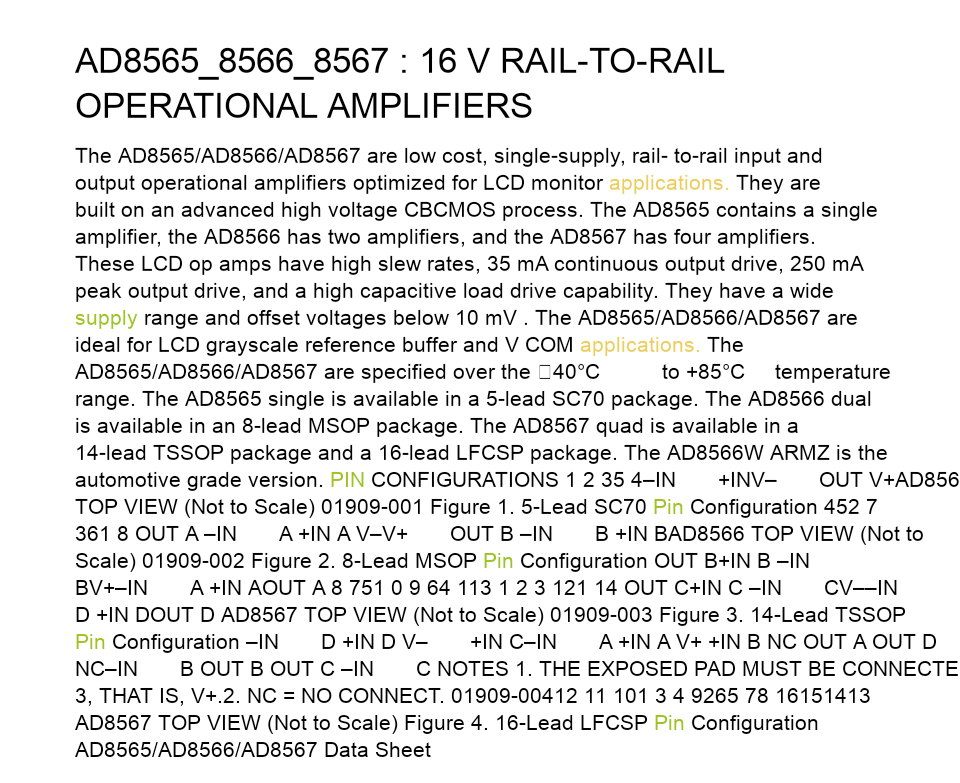 AD8565_8566_8567 : 16 V RAIL-TO-RAIL
OPERATIONAL AMPLIFIERS
The AD8565/AD8566/AD8567 are low cost, single-supply, rail- to-rail input and
output operational amplifiers optimized for LCD monitor applications. They are
built on an advanced high voltage CBCMOS process. The AD8565 contains a single
amplifier, the AD8566 has two amplifiers, and the AD8567 has four amplifiers.
These LCD op amps have high slew rates, 35 mA continuous output drive, 250 mA
peak output drive, and a high capacitive load drive capability. They have a wide
supply range and offset voltages below 10 mV . The AD8565/AD8566/AD8567 are
ideal for LCD grayscale reference buffer and V COM applications. The
AD8565/AD8566/AD8567 are specified over the □40°C to +85°C temperature
range. The AD8565 single is available in a 5-lead SC70 package. The AD8566 dual
is available in an 8-lead MSOP package. The AD8567 quad is available in a
14-lead TSSOP package and a 16-lead LFCSP package. The AD8566W ARMZ is the
automotive grade version. PIN CONFIGURATIONS 1 2 35 4–IN +INV– OUT V+AD856
TOP VIEW (Not to Scale) 01909-001 Figure 1. 5-Lead SC70 Pin Configuration 452 7
361 8 OUT A –IN A +IN A V–V+ OUT B –IN B +IN BAD8566 TOP VIEW (Not to
Scale) 01909-002 Figure 2. 8-Lead MSOP Pin Configuration OUT B+IN B –IN
BV+–IN A +IN AOUT A 8 751 0 9 64 113 1 2 3 121 14 OUT C+IN C –IN CV––IN
D +IN DOUT D AD8567 TOP VIEW (Not to Scale) 01909-003 Figure 3. 14-Lead TSSOP
Pin Configuration –IN D +IN D V– +IN C–IN A +IN A V+ +IN B NC OUT A OUT D
NC–IN B OUT B OUT C –IN C NOTES 1. THE EXPOSED PAD MUST BE CONNECTE
3, THAT IS, V+.2. NC = NO CONNECT. 01909-00412 11 101 3 4 9265 78 16151413
AD8567 TOP VIEW (Not to Scale) Figure 4. 16-Lead LFCSP Pin Configuration
AD8565/AD8566/AD8567 Data Sheet